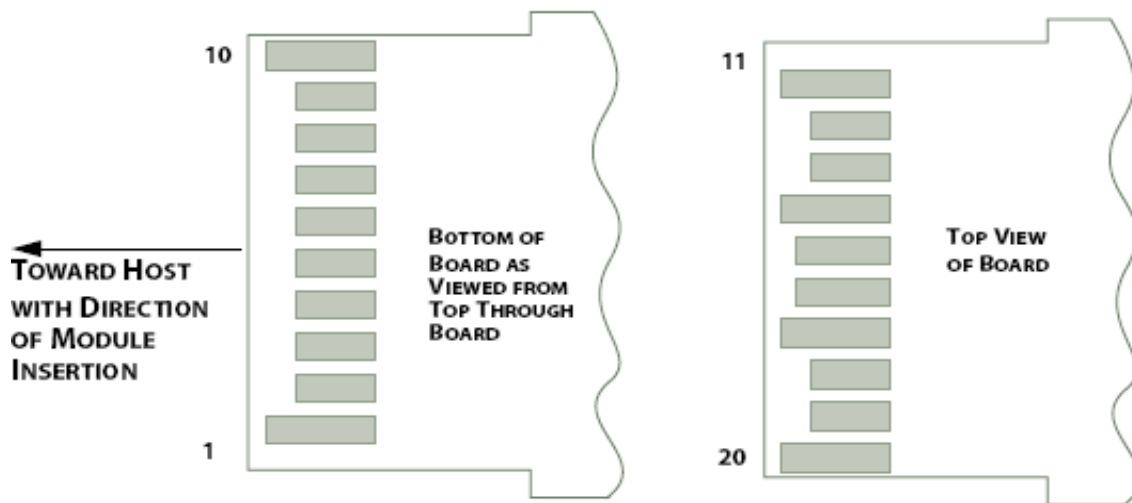 10
BOTTOM OF
BOARD AS
VIEWED FROM
TOP THROUGH
BOARD
TOWARD HOST
WITH DIRECTION
OF MODULE
INSERTION
1
11
TOP VIEW
OF BOARD
20